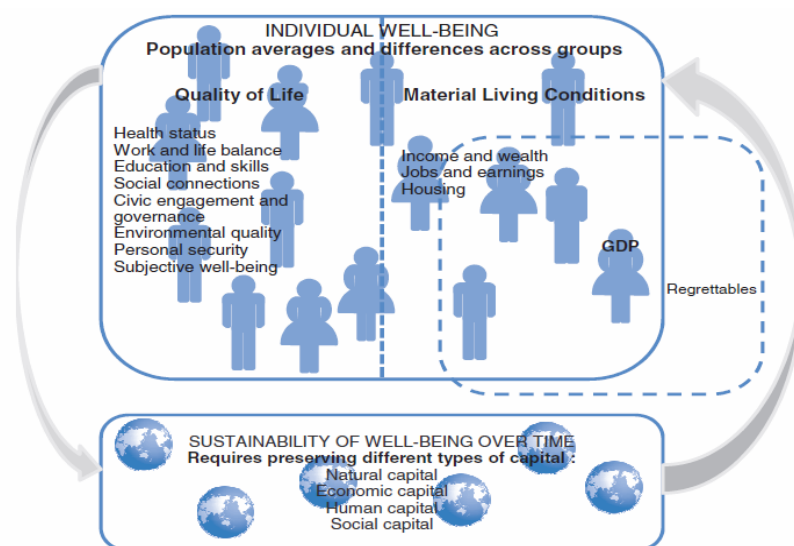 INDIVIDUAL WELL-BEING
Population averages and differences across groups
Quality of Life
Health status
Work and life balance
Education and skills
Social connections
Civic engagement and
governance
Environmental quality
Personal security
Subjective well-being
Material Living Conditions
Income and wealth
Jobs and earnings
Housing
GDP
Regrettables
SUSTAINABILITY OF WELL-BEING OVER TIME
Requires preserving different types of capital :
Natural capital
Economic capital
Human capital
Social capital